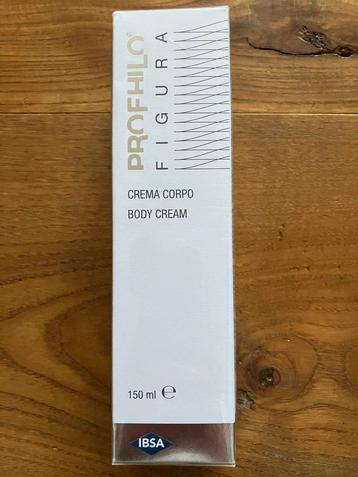 PROFHILO®
FIGURA
CREMA CORPO
BODY CREAM
150 ml ℮
IBSA